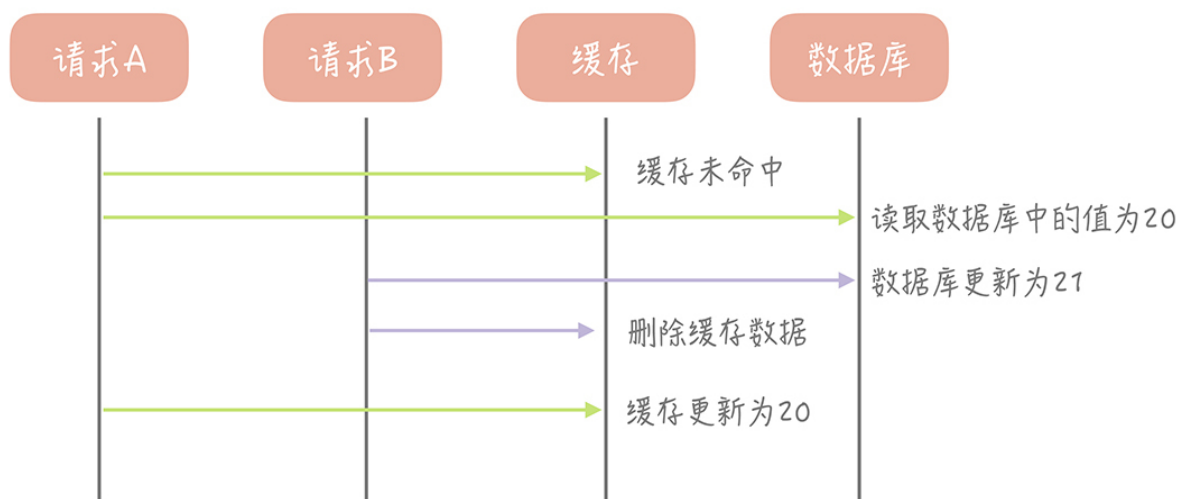 请求A
请求B
缓存
数据库
缓存未命中
读取数据库中的值为20
数据库更新为21
删除缓存数据
缓存更新为20